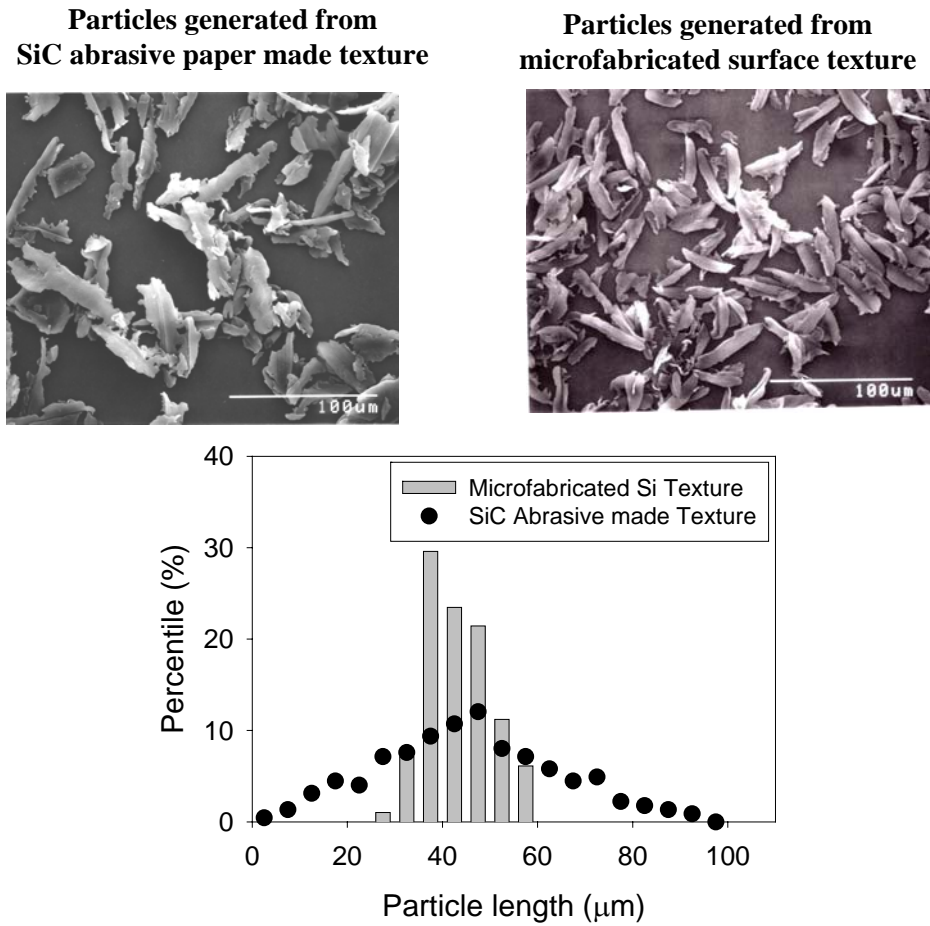 Particles generated from
SiC abrasive paper made texture
Particles generated from
microfabricated surface texture
100um
100um
40
30
20
10
0
Percentile (%)
Microfabricated Si Texture
SiC Abrasive made Texture
0 20 40 60 80 100
Particle length (μm)